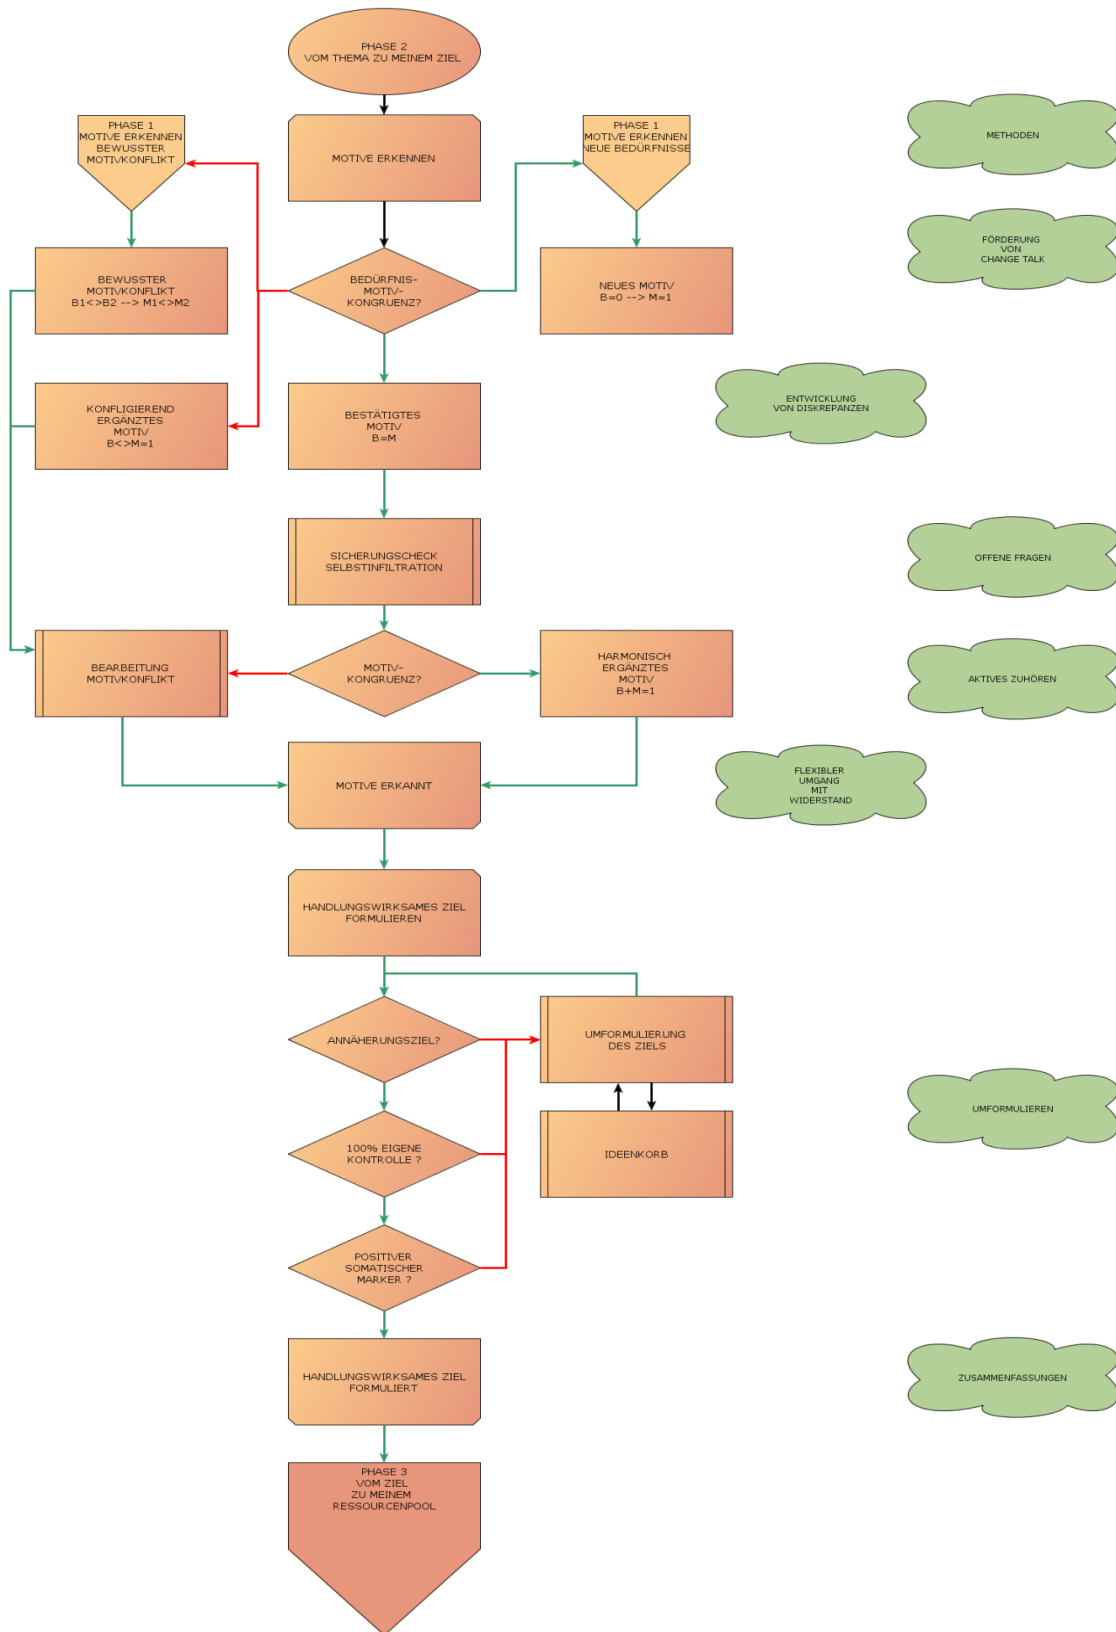 PHASE 2
VOM THEMA ZU MEINEM ZIEL
PHASE 1
MOTIVE ERKENNEN
BEWUSSTER
MOTIVKONFLIKT
MOTIVE ERKENNEN
PHASE 1
MOTIVE ERKENNEN
NEUE BEDÜRFNISSE
METHODEN
FÖRDERUNG
VON
CHANGE TALK
BEWUSSTER
MOTIVKONFLIKT
B1<>B2 --> M1<>M2
BEDÜRFNIS-
MOTIV-
KONGRUENZ?
NEUES MOTIV
B=0 --> M=1
KONFLIGIEREND
ERGÄNZTES
MOTIV
B<>M=1
BESTÄTIGTES
MOTIV
B=M
ENTWICKLUNG
VON DISKREPANZEN
SICHERUNGSCHECK
SELBSTINFILTRATION
OFFENE FRAGEN
BEARBEITUNG
MOTIVKONFLIKT
MOTIV-
KONGRUENZ?
HARMONISCH
ERGÄNZTES
MOTIV
B+M=1
AKTIVES ZUHÖREN
MOTIVE ERKANNT
FLEXIBLER
UMGANG
MIT
WIDERSTAND
HANDLUNGSWIRKSAMES ZIEL
FORMULIEREN
ANNÄHERUNGSZIEL?
UMFORMULIERUNG
DES ZIELS
UMFORMULIEREN
100% EIGENE
KONTROLLE ?
IDEENKORB
POSITIVER
SOMATISCHER
MARKER ?
HANDLUNGSWIRKSAMES ZIEL
FORMULIERT
ZUSAMMENFASSUNGEN
PHASE 3
VOM ZIEL
ZU MEINEM
RESSOURCENPOOL